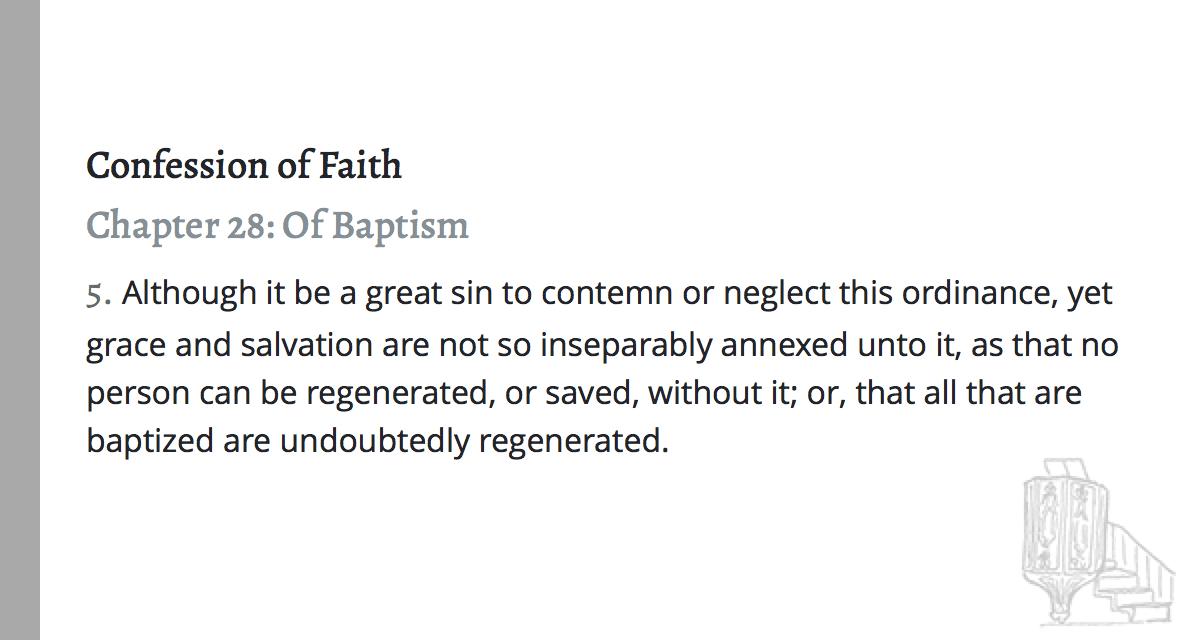 Confession of Faith
Chapter 28: Of Baptism
5. Although it be a great sin to contemn or neglect this ordinance, yet
grace and salvation are not so inseparably annexed unto it, as that no
person can be regenerated, or saved, without it; or, that all that are
baptized are undoubtedly regenerated.